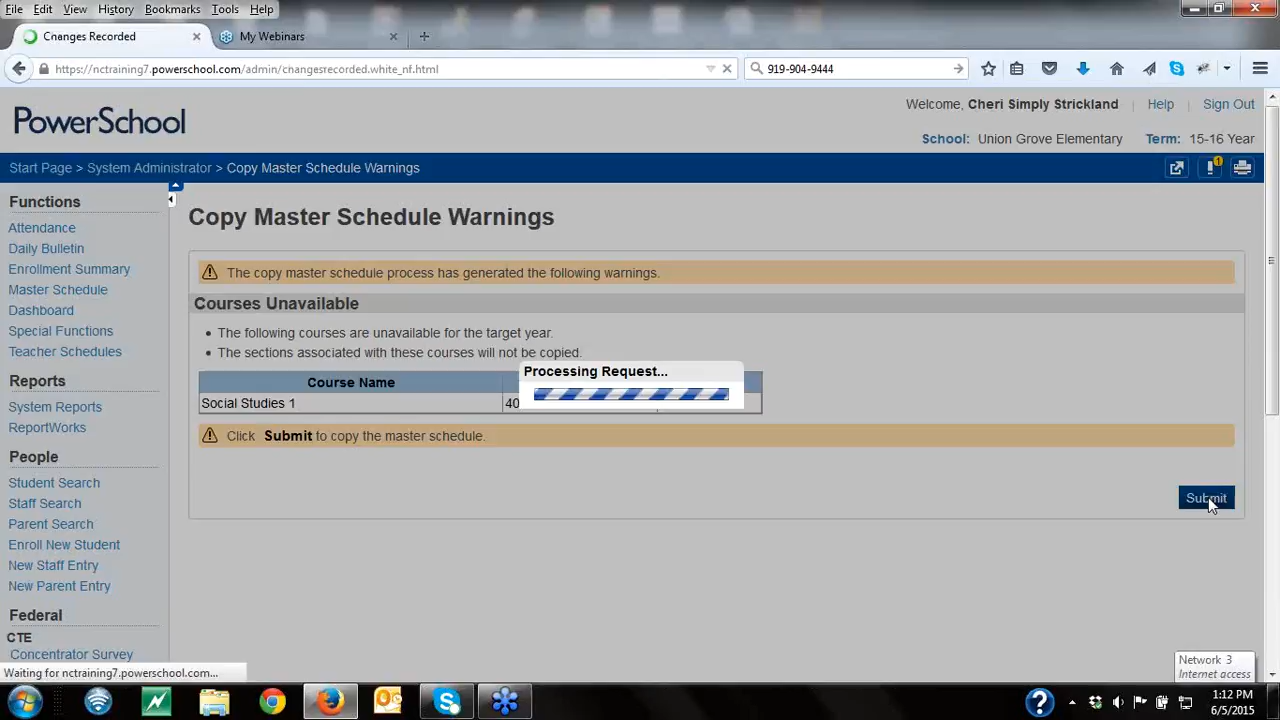 File Edit View History Bookmarks Tools Help
Changes Recorded × My Webinars × +
https://nctraining7.powerschool.com/admin/changesrecorded.white_nf.html 919-904-9444
PowerSchool
Welcome, Cheri Simply Strickland Help Sign Out
School: Union Grove Elementary Term: 15-16 Year
Start Page > System Administrator > Copy Master Schedule Warnings
Functions
Attendance
Daily Bulletin
Enrollment Summary
Master Schedule
Dashboard
Special Functions
Teacher Schedules
Reports
System Reports
ReportWorks
People
Student Search
Staff Search
Parent Search
Enroll New Student
New Staff Entry
New Parent Entry
Federal
CTE
Concentrator Survey
Copy Master Schedule Warnings
The copy master schedule process has generated the following warnings.
Courses Unavailable
• The following courses are unavailable for the target year.
• The sections associated with these courses will not be copied.
Processing Request...
Course Name
Social Studies 1 40
Click Submit to copy the master schedule.
Submit
Waiting for nctraining7.powerschool.com...
Network 3
Internet access
1:12 PM
6/5/2015